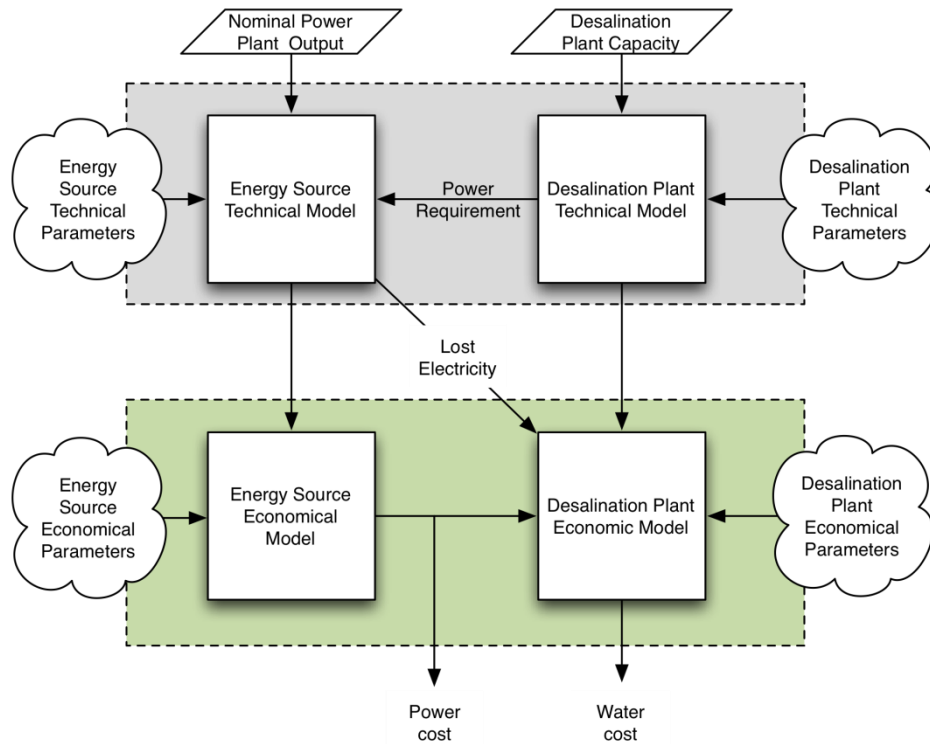 Nominal Power
Plant Output
Desalination
Plant Capacity
Energy
Source
Technical
Parameters
Energy Source
Technical Model
Power
Requirement
Desalination Plant
Technical Model
Desalination
Plant
Technical
Parameters
Lost
Electricity
Energy
Source
Economical
Parameters
Energy Source
Economical
Model
Desalination Plant
Economic Model
Desalination
Plant
Economical
Parameters
Power
cost
Water
cost